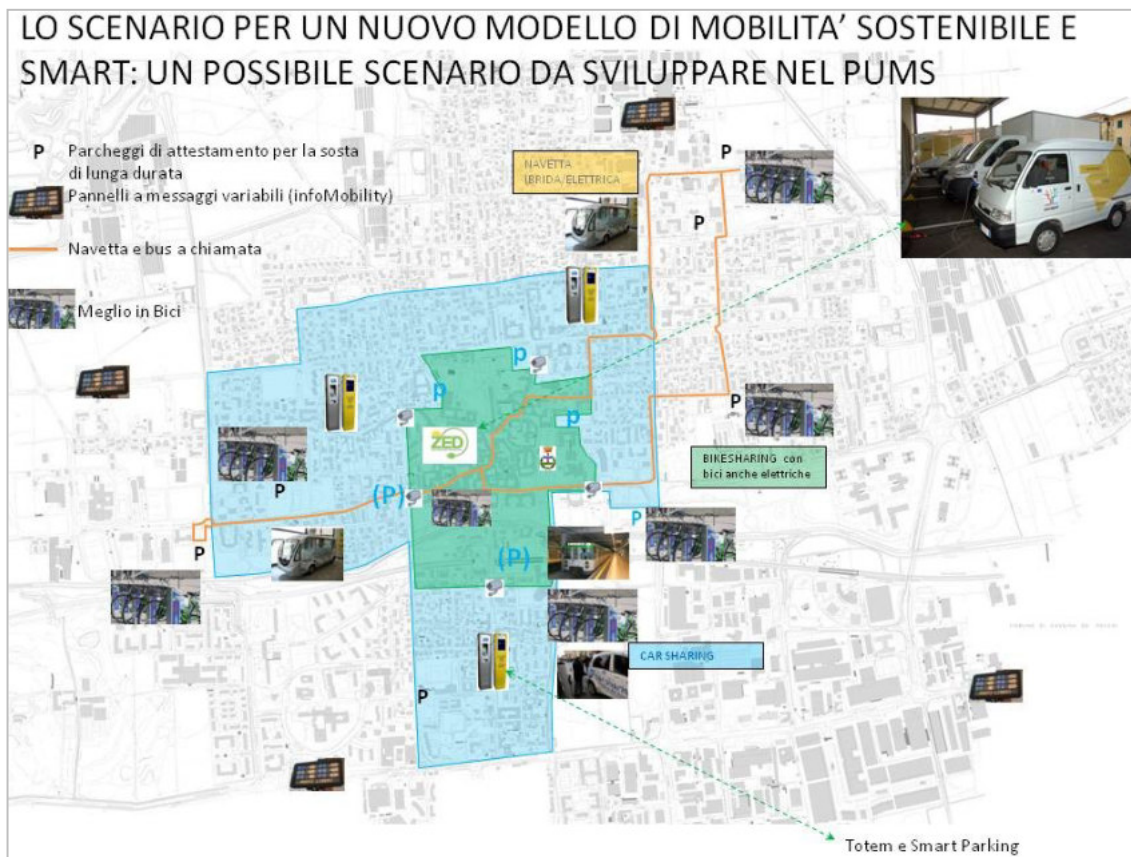 LO SCENARIO PER UN NUOVO MODELLO DI MOBILITA’ SOSTENIBILE E
SMART: UN POSSIBILE SCENARIO DA SVILUPPARE NEL PUMS
P Parcheggi di attestamento per la sosta
di lunga durata
Pannelli a messaggi variabili (infoMobility)
Navetta e bus a chiamata
Meglio in Bici
NAVETTA
IBRIDA/ELETTRICA
P
P
p
p
p
P
ZED
BIKESHARING con
bici anche elettriche
P
(P)
P
P
(P)
CAR SHARING
P
Totem e Smart Parking